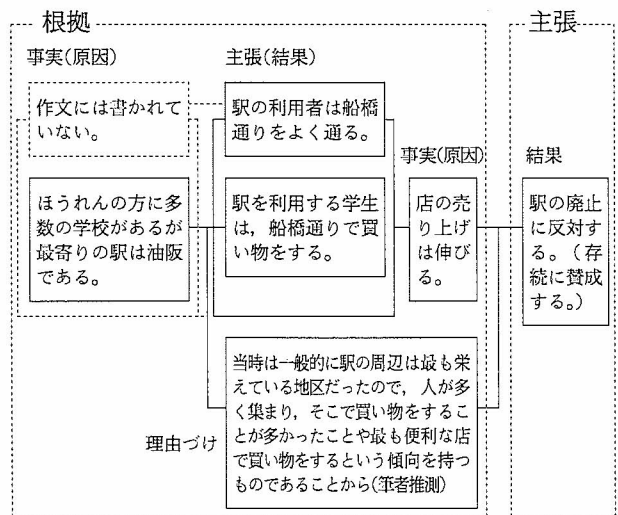 根拠
主張
事実(原因)
主張(結果)
作文には書かれて
いない。
駅の利用者は船橋
通りをよく通る。
事実(原因)
結果
ほうれんの方に多
数の学校があるが
最寄りの駅は油阪
である。
駅を利用する学生
は，船橋通りで買
い物をする。
店の売
り上げ
は伸び
る。
駅の廃止
に反対す
る。（存
続に賛成
する。）
当時は一般的に駅の周辺は最も栄
えている地区だったので，人が多
く集まり，そこで買い物をするこ
とが多かったことや最も便利な店
で買い物をするという傾向を持つ
ものであることから(筆者推測)
理由づけ